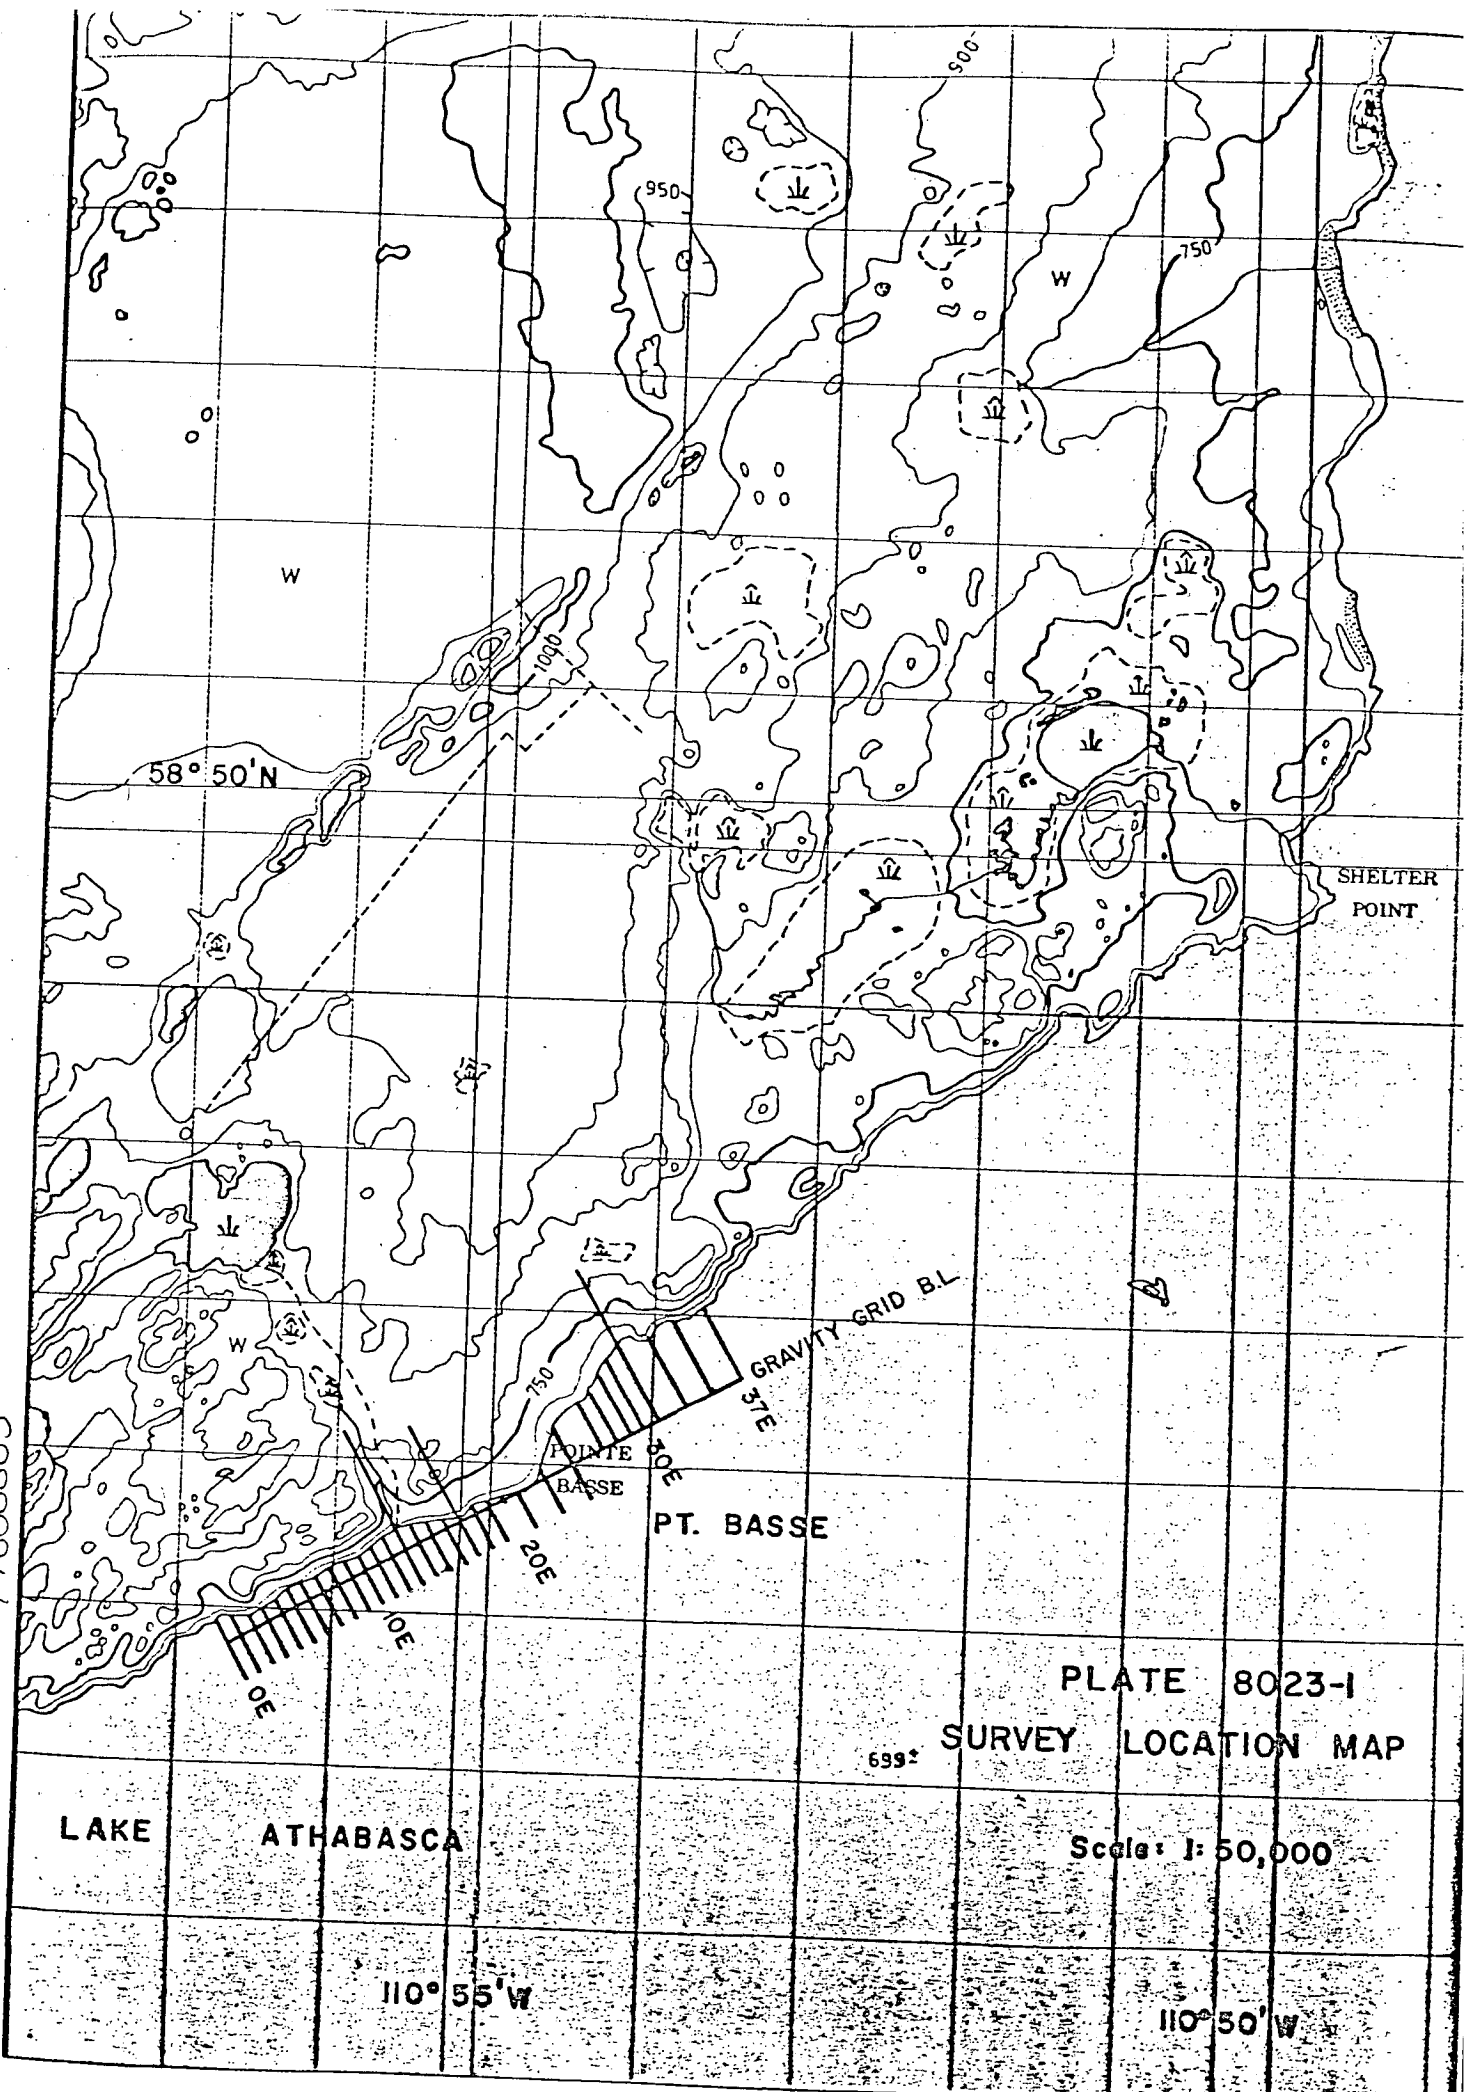 900
950
750
W
W
1000
58° 50'N
SHELTER
POINT
W
750
GRAVITY GRID B.L.
37E
30E
POINTE
BASSE
PT. BASSE
20E
10E
0E
PLATE 8023-1
SURVEY LOCATION MAP
699±
LAKE ATHABASCA
Scale: 1:50,000
110° 55'W
110° 50'W